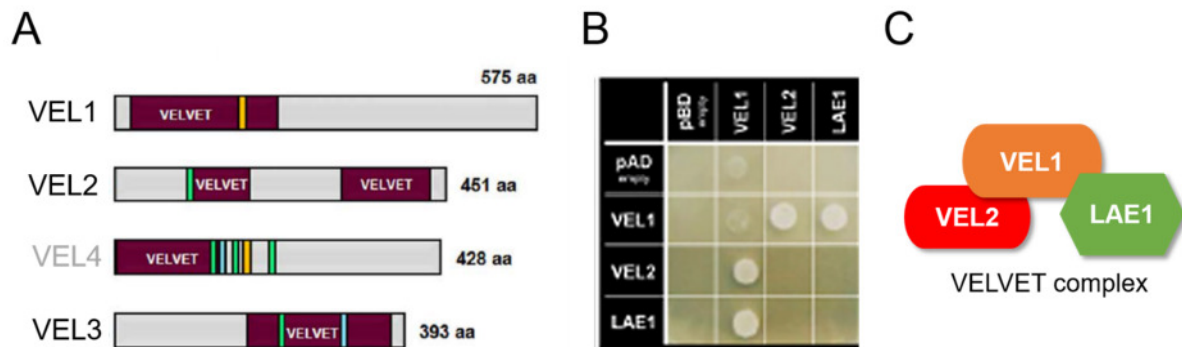 A
575 aa
VEL1
VELVET
VEL2
VELVET
VELVET
451 aa
VEL4
VELVET
428 aa
VEL3
VELVET
393 aa
B
pBD
empty
VEL1
VEL2
LAE1
pAD
empty
VEL1
VEL2
LAE1
C
VEL1
VEL2
LAE1
VELVET complex